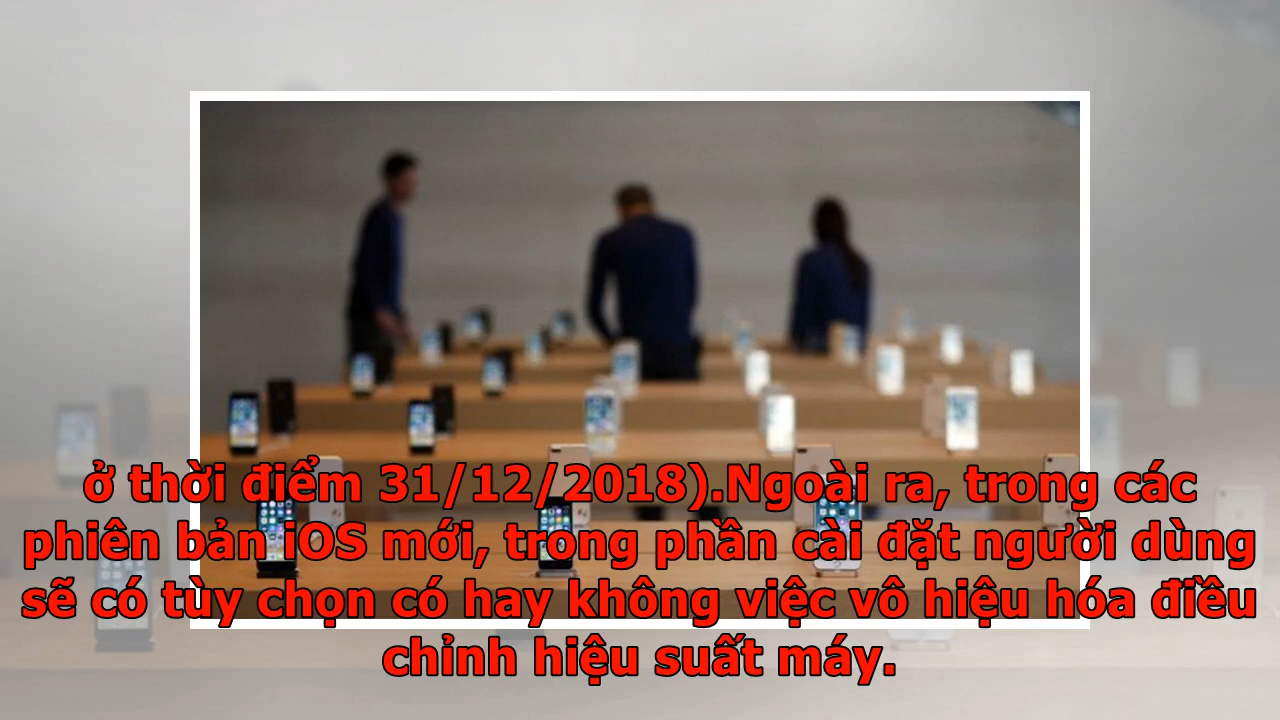 ở thời điểm 31/12/2018).Ngoài ra, trong các
phiên bản iOS mới, trong phần cài đặt người dùng
sẽ có tùy chọn có hay không việc vô hiệu hóa điều
chỉnh hiệu suất máy.